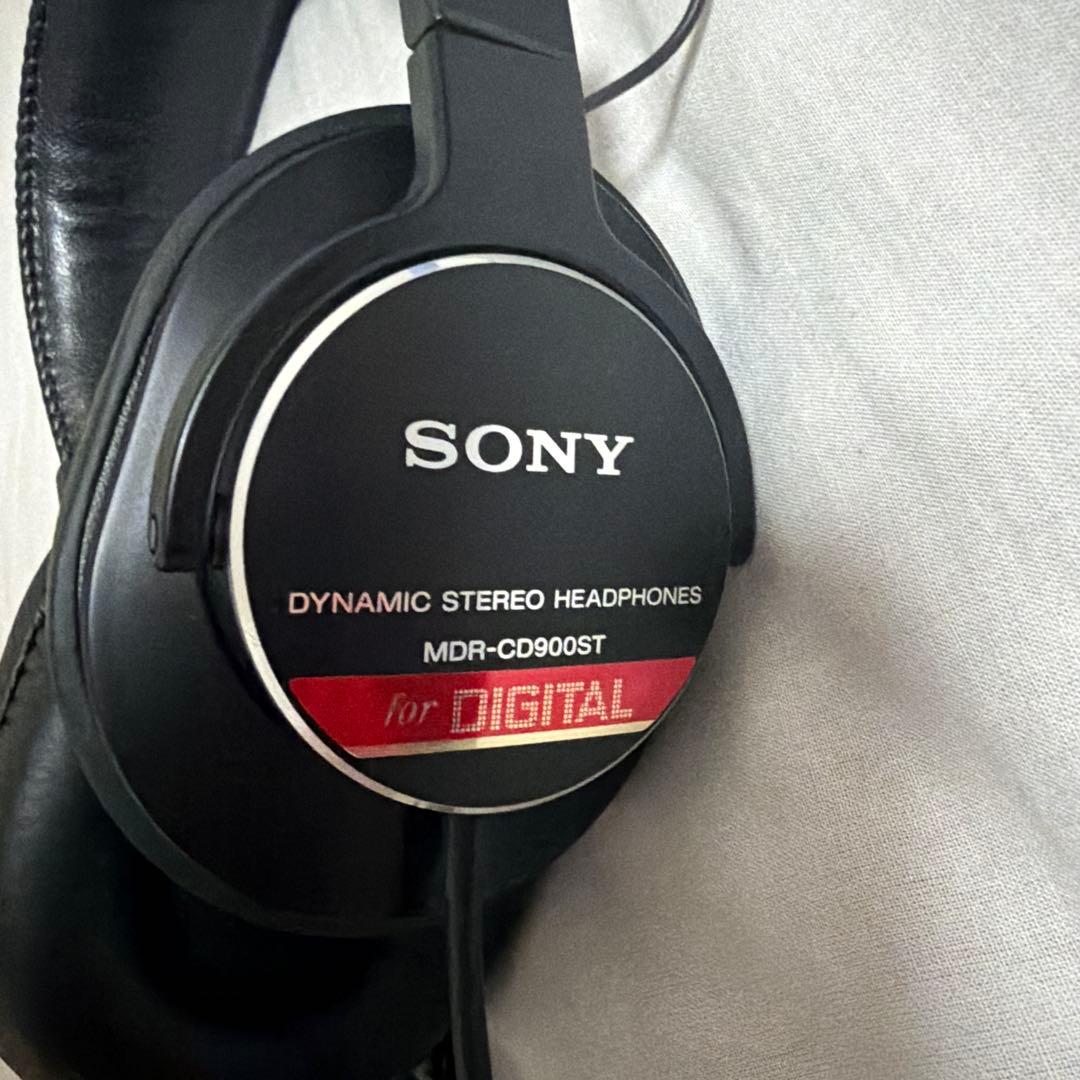 SONY
DYNAMIC STEREO HEADPHONES
MDR-CD900ST
for DIGITAL